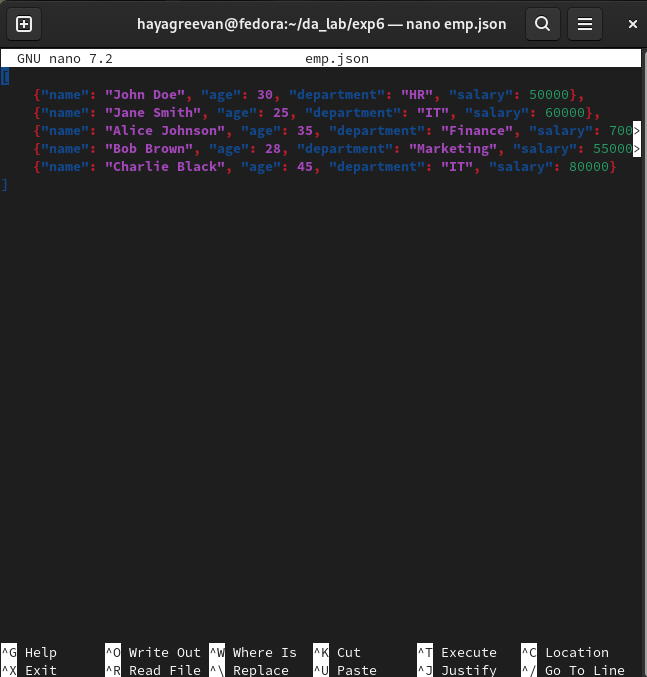 hayagreevan@fedora:~/da_lab/exp6 — nano emp.json
GNU nano 7.2 emp.json
[
{"name": "John Doe", "age": 30, "department": "HR", "salary": 50000},
{"name": "Jane Smith", "age": 25, "department": "IT", "salary": 60000},
{"name": "Alice Johnson", "age": 35, "department": "Finance", "salary": 700>
{"name": "Bob Brown", "age": 28, "department": "Marketing", "salary": 55000>
{"name": "Charlie Black", "age": 45, "department": "IT", "salary": 80000}
]
^G Help ^O Write Out ^W Where Is ^K Cut ^T Execute ^C Location
^X Exit ^R Read File ^\ Replace ^U Paste ^J Justify ^/ Go To Line